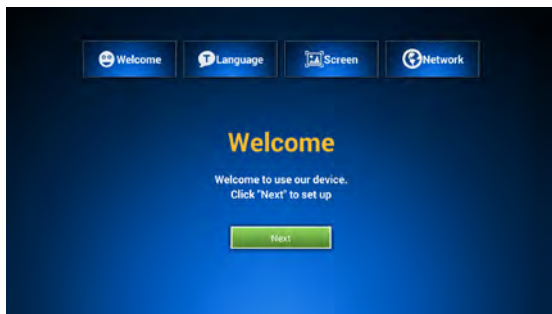 Welcome
Language
Screen
Network
Welcome
Welcome to use our device.
Click "Next" to set up
Next